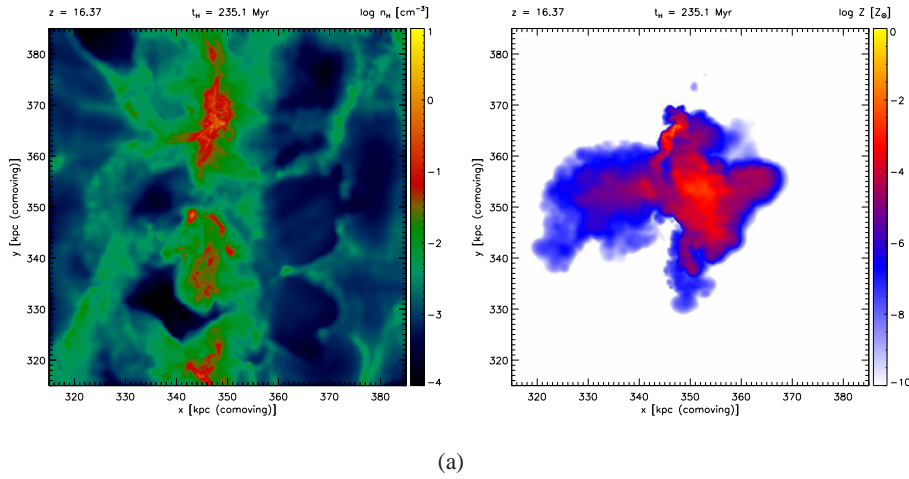 z = 16.37 t_H = 235.1 Myr log n_H [cm^-3]
380
370
360
350
340
330
320
y [kpc (comoving)]
320 330 340 350 360 370 380
x [kpc (comoving)]
1
0
−1
−2
−3
−4
z = 16.37 t_H = 235.1 Myr log Z [Z_⊙]
380
370
360
350
340
330
320
y [kpc (comoving)]
320 330 340 350 360 370 380
x [kpc (comoving)]
0
−2
−4
−6
−8
−10
(a)